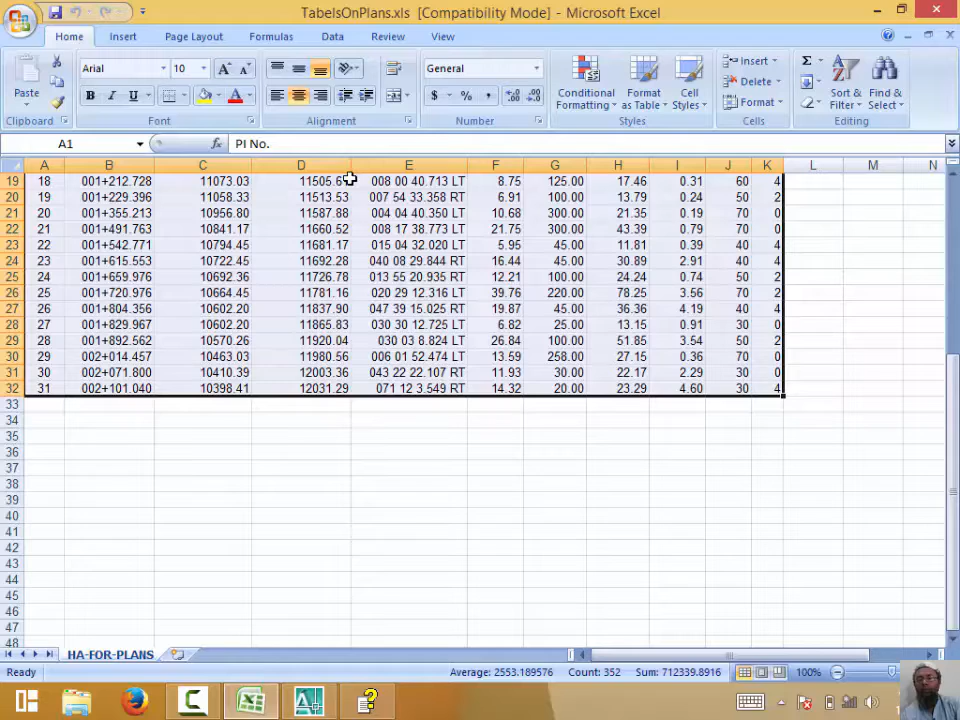 TabelsOnPlans.xls [Compatibility Mode] - Microsoft Excel
Home Insert Page Layout Formulas Data Review View
Paste Arial 10 General Conditional Formatting Format as Table Cell Styles Insert Delete Format Sort & Filter Find & Select
Clipboard Font Alignment Number Styles Cells Editing
A1 fx PI No.
A B C D E F G H I J K L M N
19 18 001+212.728 11073.03 008 00 40.713 LT 8.75 125.00 17.46 0.31 60 4
20 19 001+229.396 11058.33 11513.53 007 54 33.358 RT 6.91 100.00 13.79 0.24 50 2
21 20 001+355.213 10956.80 11587.88 004 04 40.350 LT 10.68 300.00 21.35 0.19 70 0
22 21 001+491.763 10841.17 11660.52 008 17 38.773 LT 21.75 300.00 43.39 0.79 70 0
23 22 001+542.771 10794.45 11681.17 015 04 32.020 LT 5.95 45.00 11.81 0.39 40 4
24 23 001+615.553 10722.45 11692.28 040 08 29.844 RT 16.44 45.00 30.89 2.91 40 4
25 24 001+659.976 10692.36 11726.78 013 55 20.935 RT 12.21 100.00 24.24 0.74 50 2
26 25 001+720.976 10664.45 11781.16 020 29 12.316 LT 39.76 220.00 78.25 3.56 70 2
27 26 001+804.356 10602.20 11837.90 047 39 15.025 RT 19.87 45.00 36.36 4.19 40 4
28 27 001+829.967 10602.20 11865.83 030 30 12.725 LT 6.82 25.00 13.15 0.91 30 0
29 28 001+892.562 10570.26 11920.04 030 03 8.824 LT 26.84 100.00 51.85 3.54 50 2
30 29 002+014.457 10463.03 11980.56 006 01 52.474 LT 13.59 258.00 27.15 0.36 70 0
31 30 002+071.800 10410.39 12003.36 043 22 22.107 RT 11.93 30.00 22.17 2.29 30 0
32 31 002+101.040 10398.41 12031.29 071 12 3.549 RT 14.32 20.00 23.29 4.60 30 4
33
34
35
36
37
38
39
40
41
42
43
44
45
46
47
48
HA-FOR-PLANS
Ready Average: 2553.189576 Count: 352 Sum: 712339.8916 100%